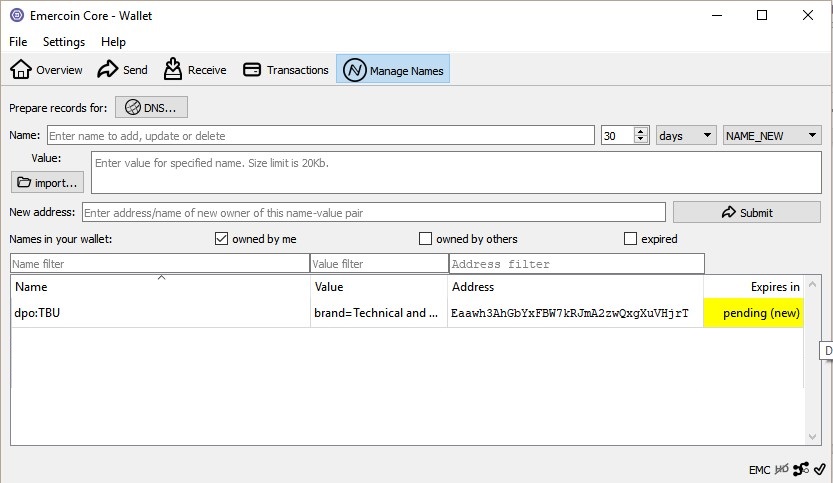 Emercoin Core - Wallet
File Settings Help
Overview Send Receive Transactions Manage Names
Prepare records for: DNS...
Name: Enter name to add, update or delete 30 days NAME_NEW
Value: Enter value for specified name. Size limit is 20Kb.
import...
New address: Enter address/name of new owner of this name-value pair Submit
Names in your wallet: owned by me owned by others expired
Name filter Value filter Address filter
Name Value Address Expires in
dpo:TBU brand=Technical and ... Eaawh3AhGbYxFBW7kRJmA2zwQxgXuVHjrT pending (new)
D
EMC HD